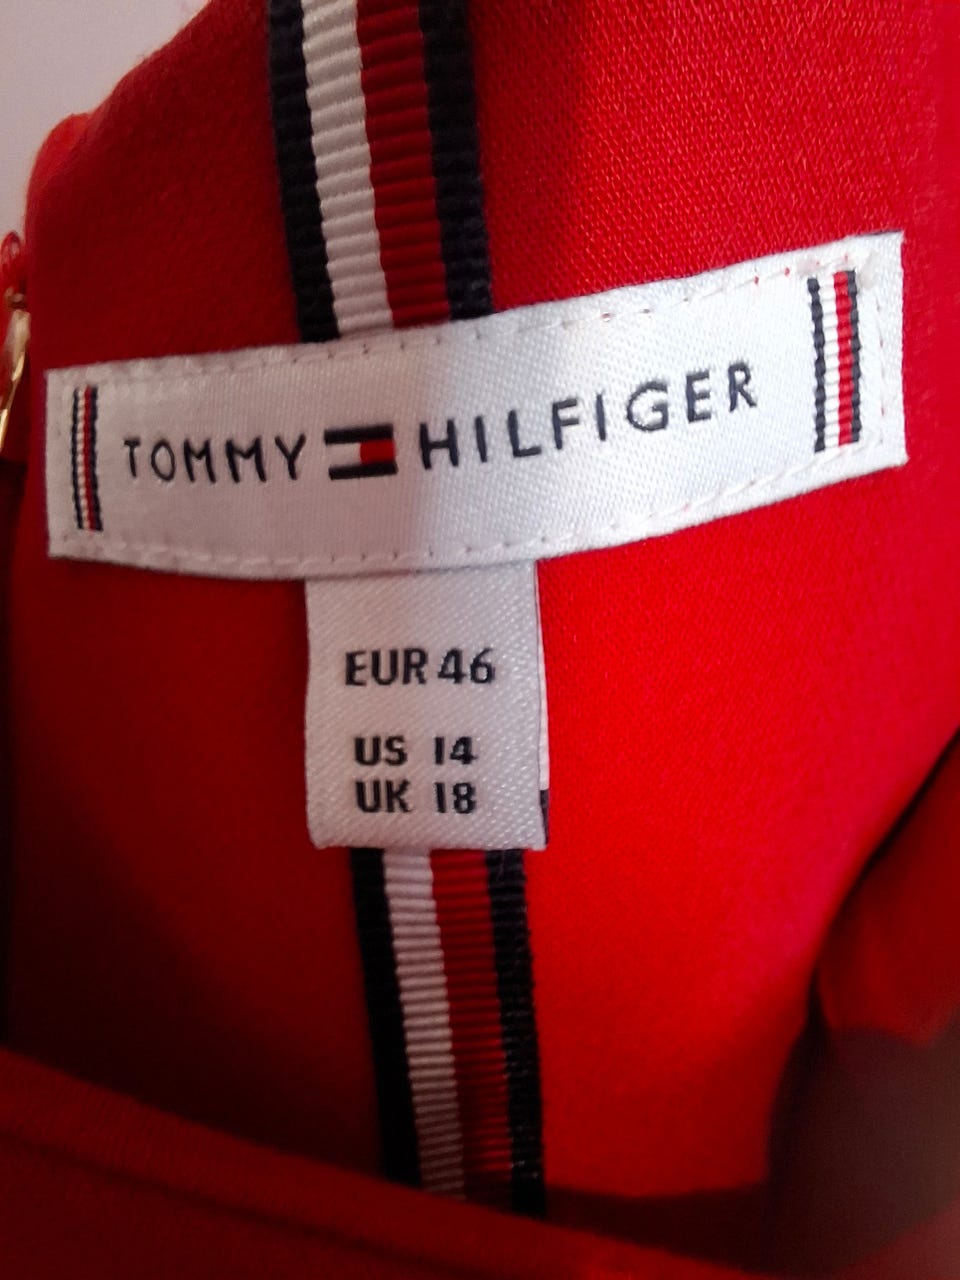 TOMMY HILFIGER
EUR 46
US 14
UK 18